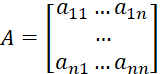 A = [a₁₁ … a₁ₙ
…
aₙ₁ … aₙₙ]